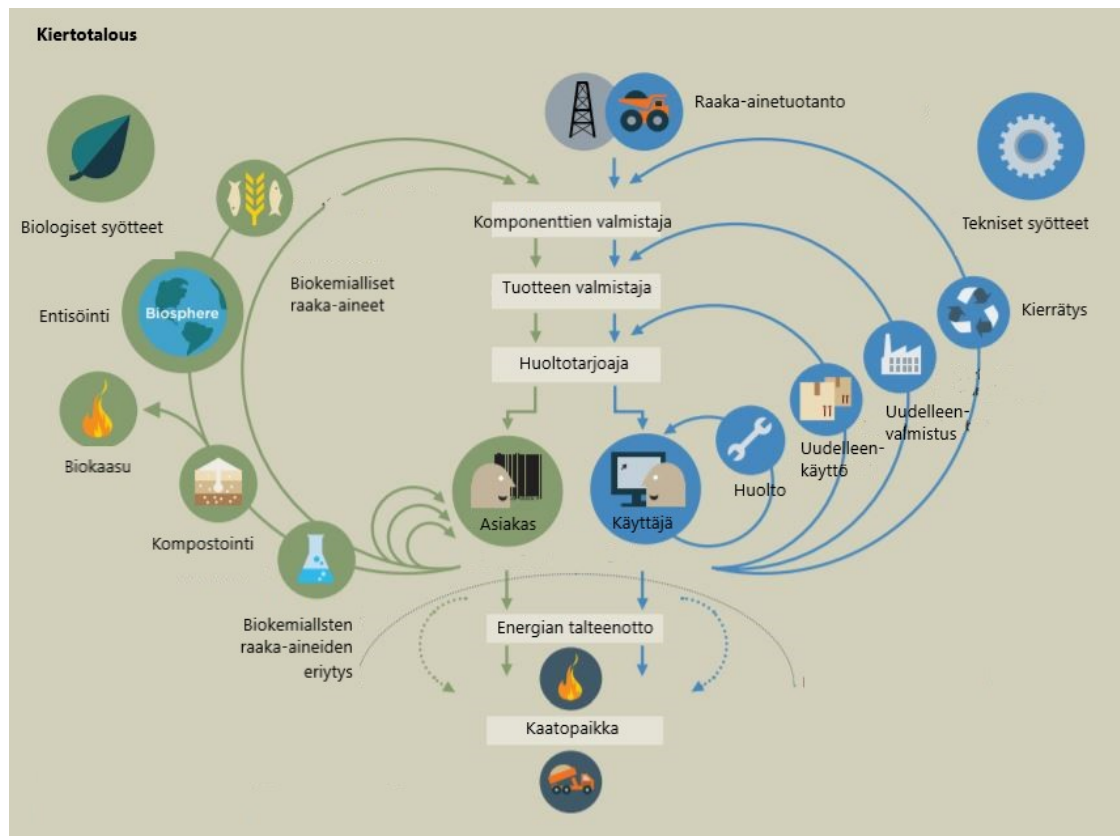 Kiertotalous
Raaka-ainetuotanto
Biologiset syötteet
Tekniset syötteet
Komponenttien valmistaja
Biokemialliset
raaka-aineet
Tuotteen valmistaja
Entisöinti
Biosphere
Kierrätys
Huoltotarjoaja
Uudelleen-
valmistus
Uudelleen-
käyttö
Biokaasu
Huolto
Asiakas
Käyttäjä
Kompostointi
Biokemiallsten
raaka-aineiden
eriytys
Energian talteenotto
Kaatopaikka